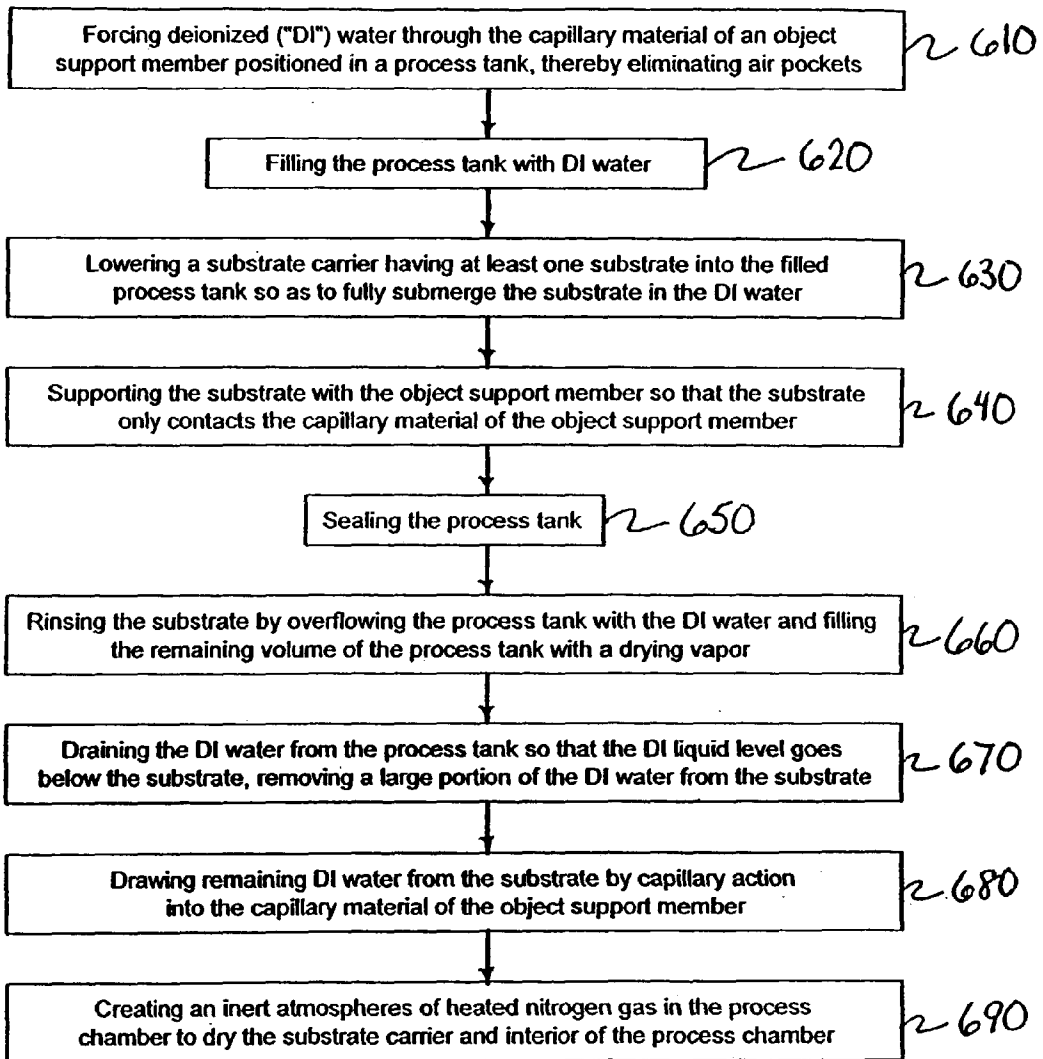 Forcing deionized ("DI") water through the capillary material of an object
support member positioned in a process tank, thereby eliminating air pockets
610
Filling the process tank with DI water
620
Lowering a substrate carrier having at least one substrate into the filled
process tank so as to fully submerge the substrate in the DI water
630
Supporting the substrate with the object support member so that the substrate
only contacts the capillary material of the object support member
640
Sealing the process tank
650
Rinsing the substrate by overflowing the process tank with the DI water and filling
the remaining volume of the process tank with a drying vapor
660
Draining the DI water from the process tank so that the DI liquid level goes
below the substrate, removing a large portion of the DI water from the substrate
670
Drawing remaining DI water from the substrate by capillary action
into the capillary material of the object support member
680
Creating an inert atmospheres of heated nitrogen gas in the process
chamber to dry the substrate carrier and interior of the process chamber
690